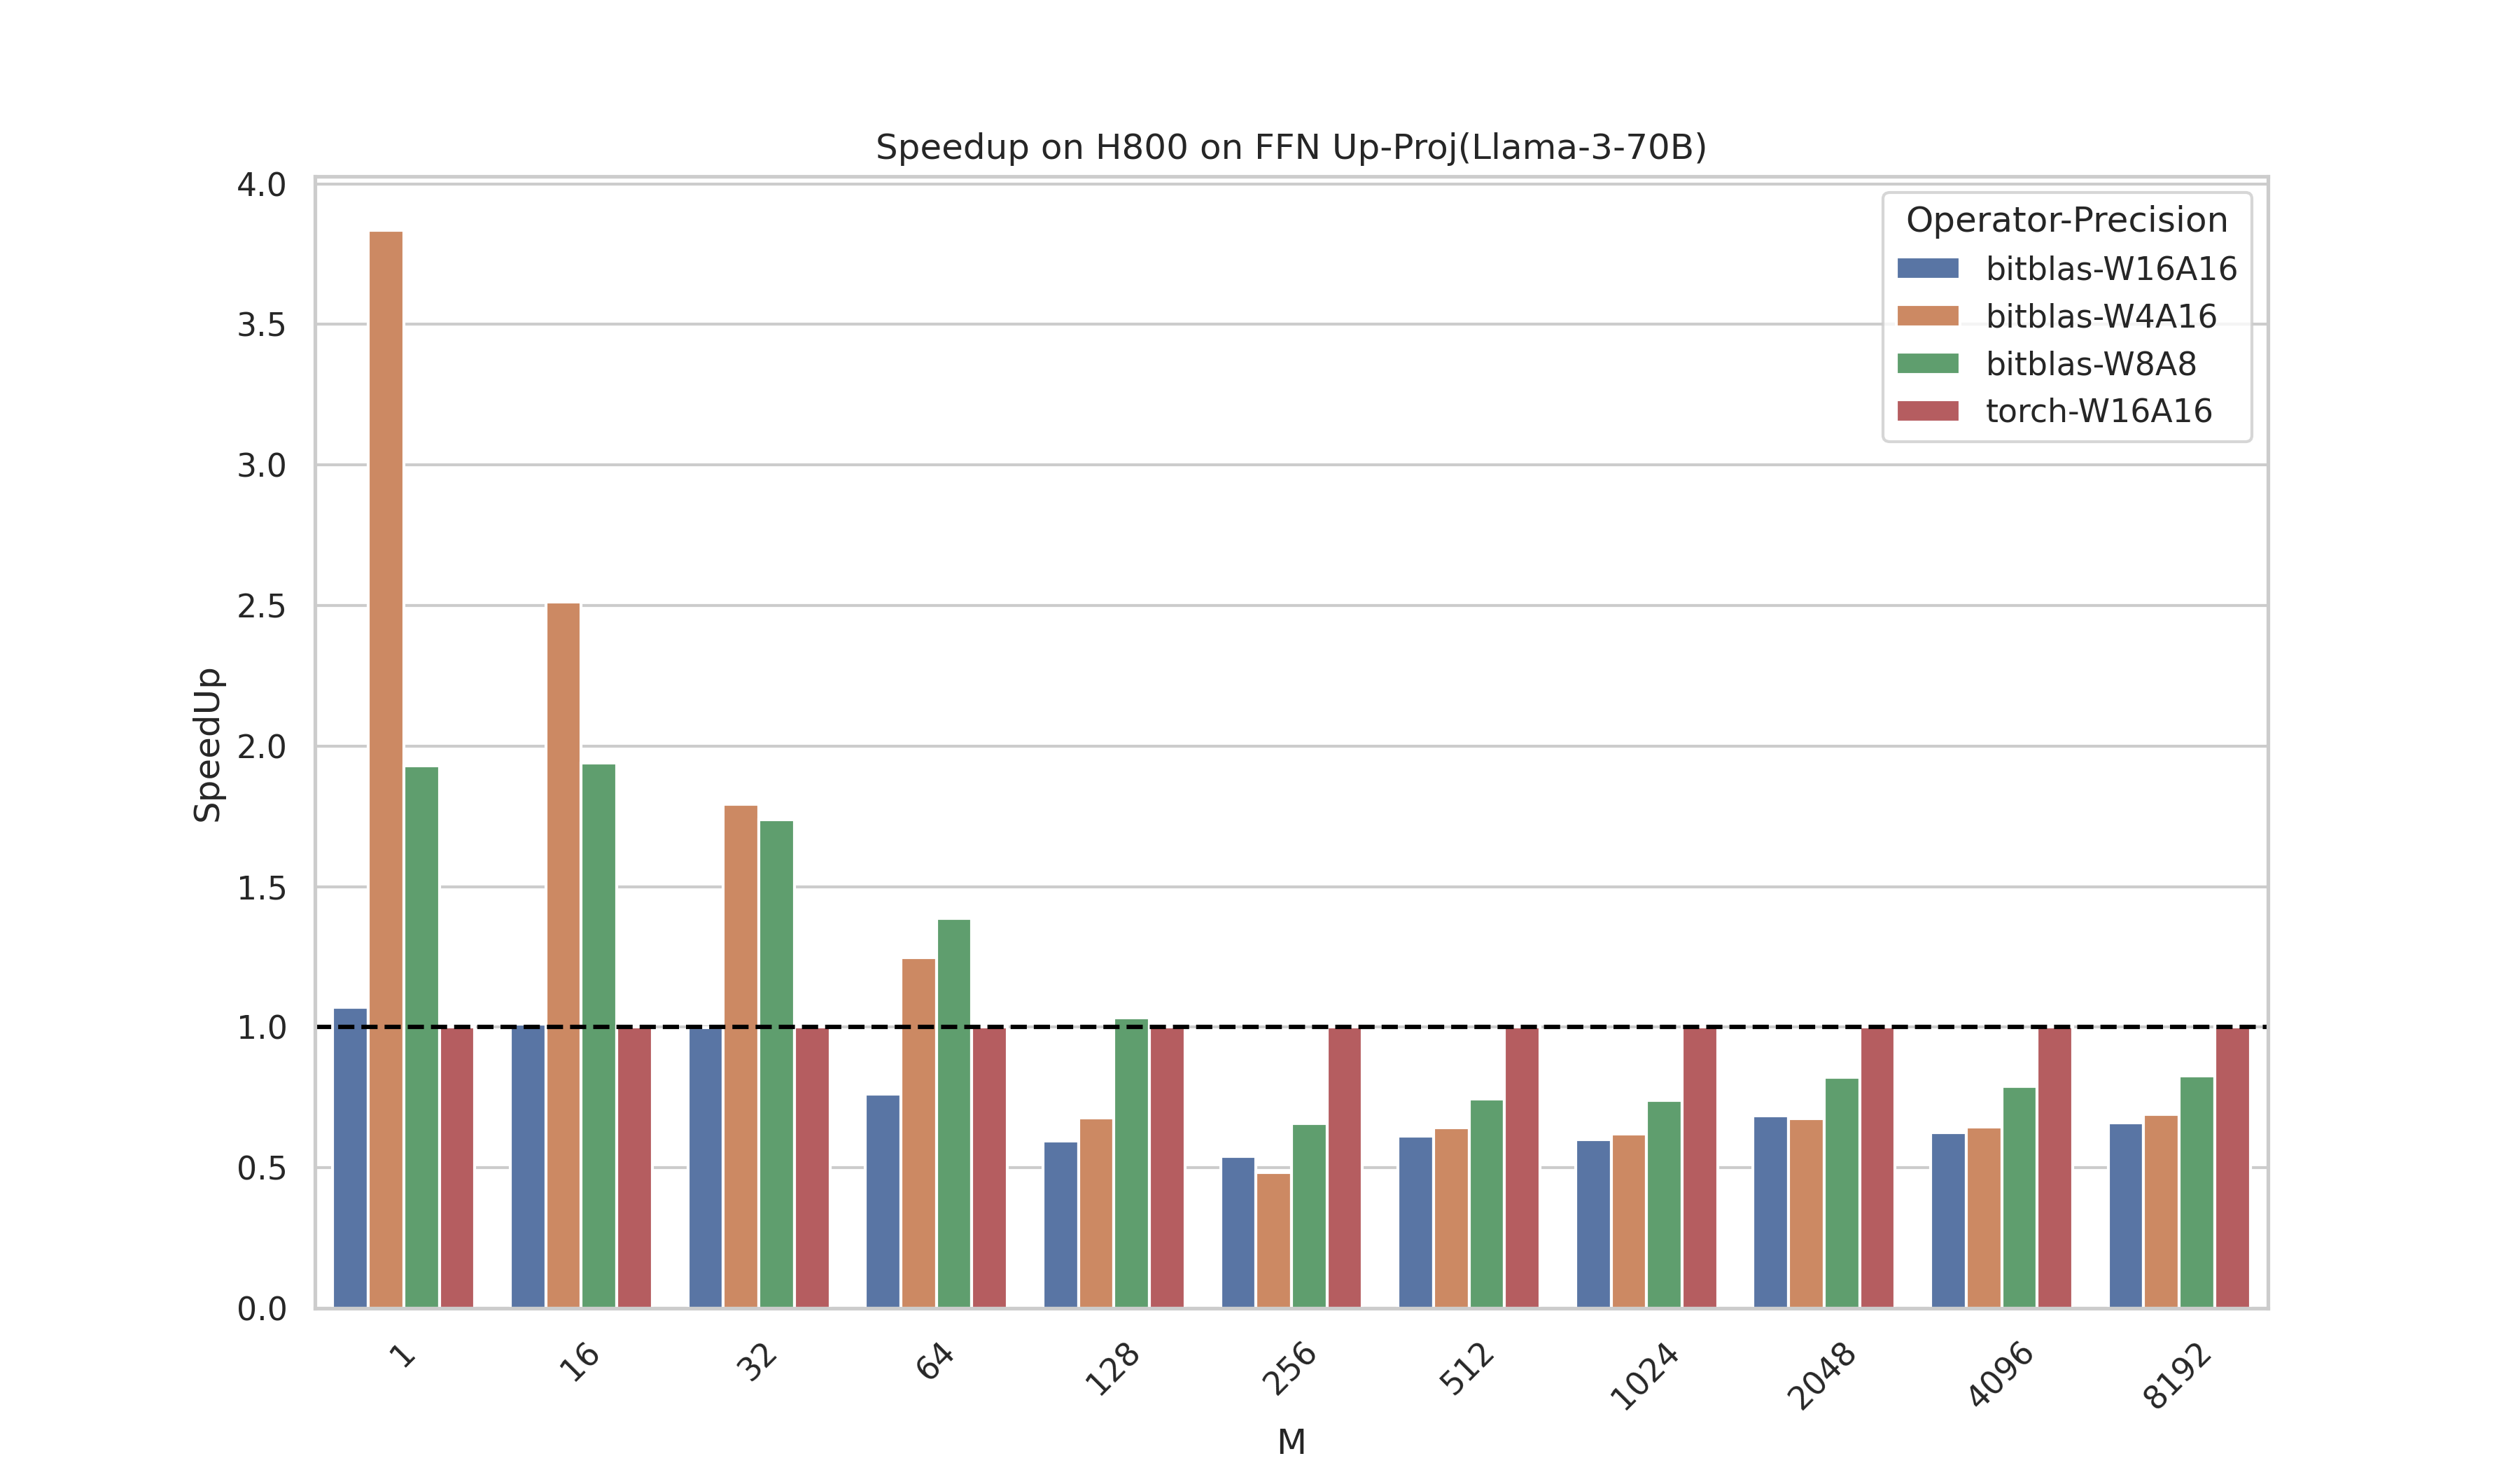 Speedup on H800 on FFN Up-Proj(Llama-3-70B)
4.0
3.5
3.0
2.5
2.0
1.5
1.0
0.5
0.0
SpeedUp
Operator-Precision
bitblas-W16A16
bitblas-W4A16
bitblas-W8A8
torch-W16A16
1
16
32
64
128
256
512
1024
2048
4096
8192
M